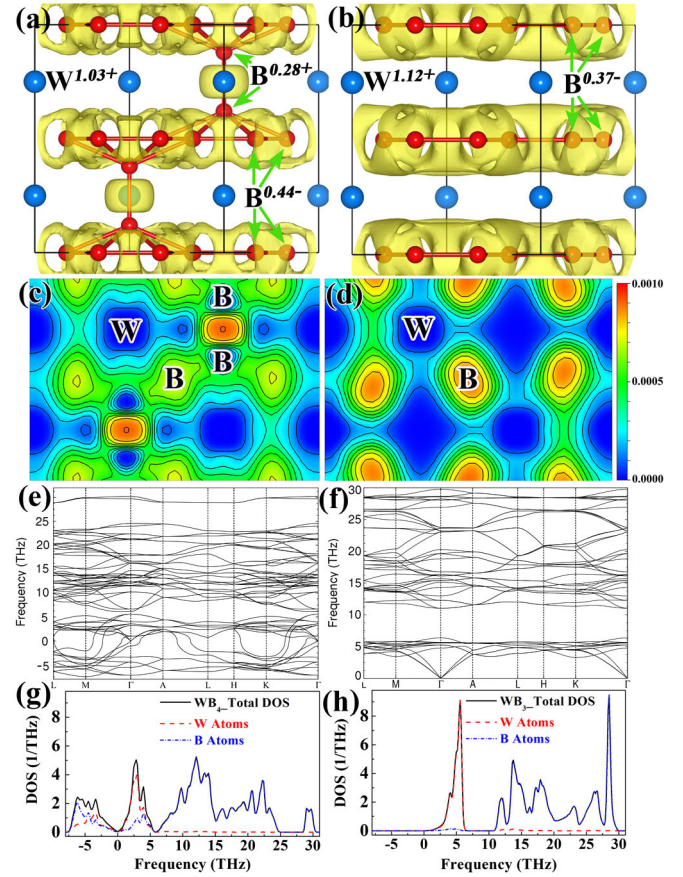 (a)
(b)
W1.03+
B0.28+
B0.44-
W1.12+
B0.37-
(c)
(d)
B
W
B
B
W
B
0.0010
0.0005
0.0000
(e)
(f)
Frequency (THz)
25
20
15
10
5
0
-5
L M Γ A L H K Γ
Frequency (THz)
30
25
20
15
10
5
0
L M Γ A L H K Γ
(g)
(h)
WB4_Total DOS
W Atoms
B Atoms
DOS (1/THz)
8
6
4
2
0
-5 0 5 10 15 20 25 30
Frequency (THz)
WB3_Total DOS
W Atoms
B Atoms
DOS (1/THz)
8
6
4
2
0
-5 0 5 10 15 20 25 30
Frequency (THz)